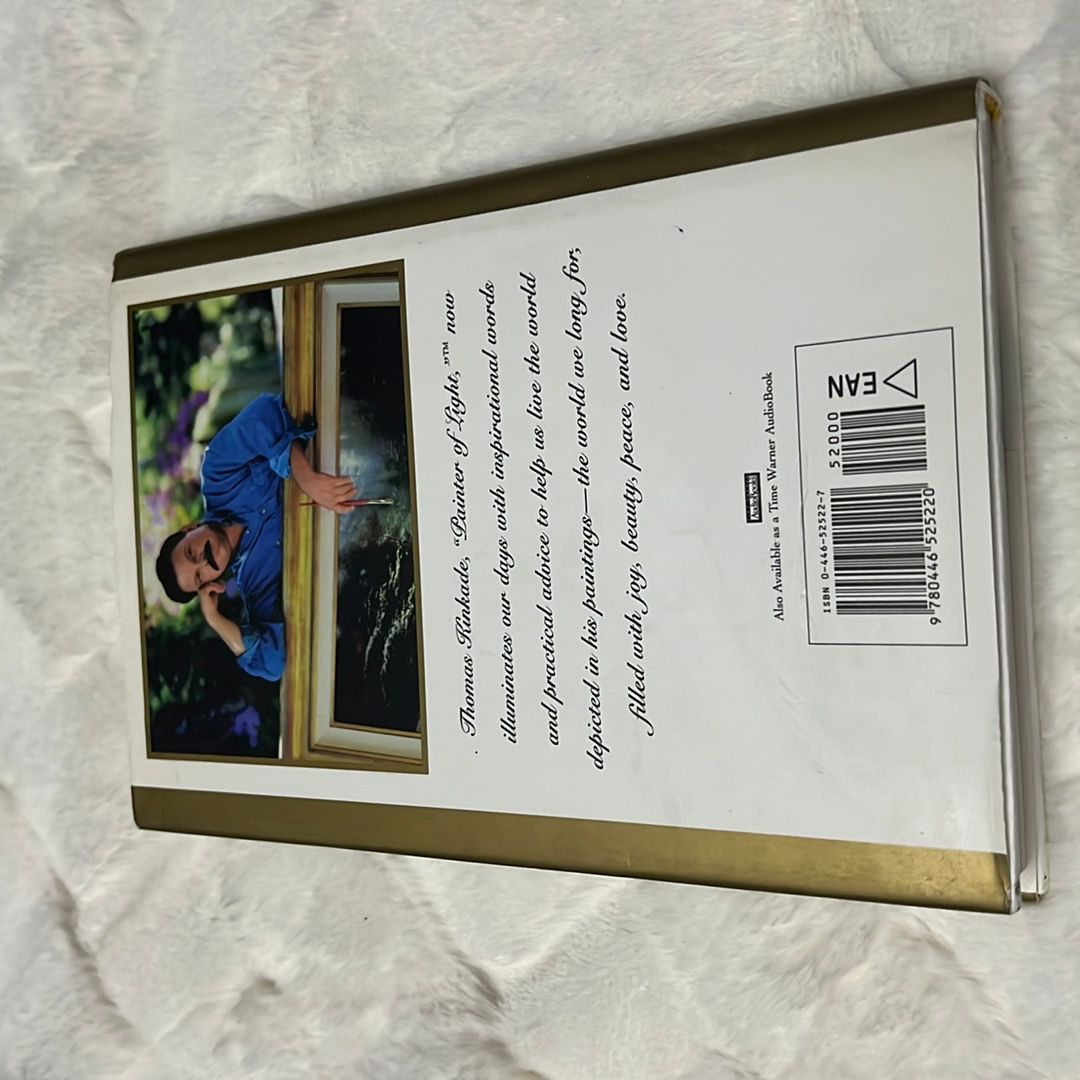 Thomas Kinkade, “Painter of Light,”™ now
illuminates our days with inspirational words
and practical advice to help us live the world
depicted in his paintings—the world we long for,
filled with joy, beauty, peace, and love.
AudioBooks
Also Available as a Time Warner AudioBook
ISBN 0-446-52522-7
52000
EAN
9 780446 525220